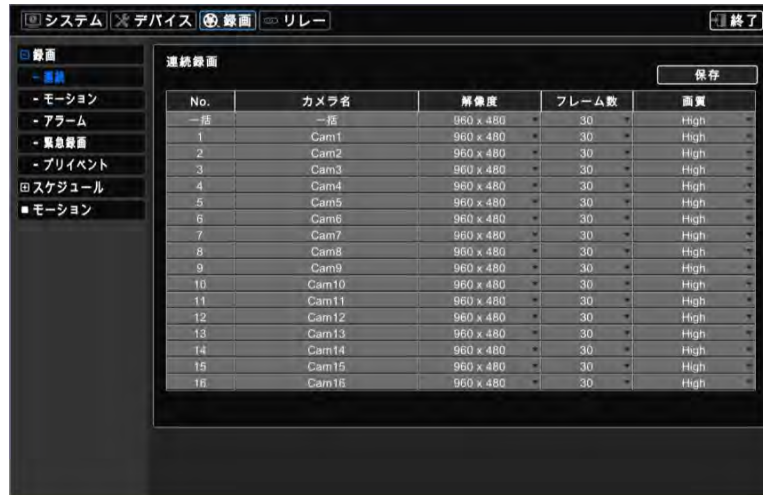 システム デバイス 録画 リレー 終了
録画
- 連続
- モーション
- アラーム
- 緊急録画
- プリイベント
スケジュール
モーション
連続録画
保存
No. カメラ名 解像度 フレーム数 画質
一括 一括 960 x 480 30 High
1 Cam1 960 x 480 30 High
2 Cam2 960 x 480 30 High
3 Cam3 960 x 480 30 High
4 Cam4 960 x 480 30 High
5 Cam5 960 x 480 30 High
6 Cam6 960 x 480 30 High
7 Cam7 960 x 480 30 High
8 Cam8 960 x 480 30 High
9 Cam9 960 x 480 30 High
10 Cam10 960 x 480 30 High
11 Cam11 960 x 480 30 High
12 Cam12 960 x 480 30 High
13 Cam13 960 x 480 30 High
14 Cam14 960 x 480 30 High
15 Cam15 960 x 480 30 High
16 Cam16 960 x 480 30 High